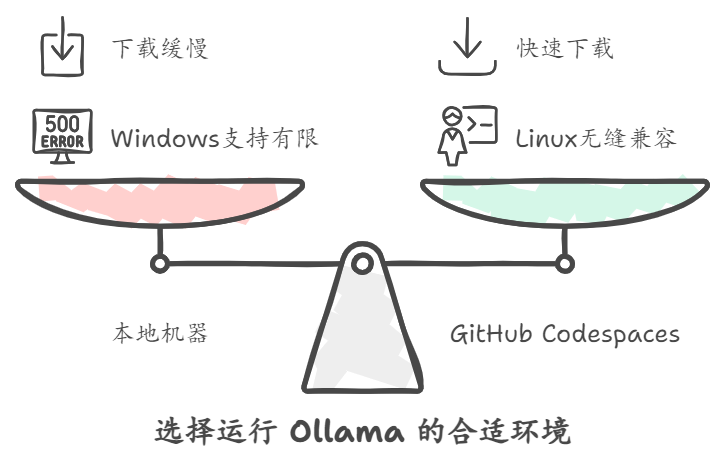 下载缓慢
快速下载
500
ERROR
Windows支持有限
Linux无缝兼容
本地机器
GitHub Codespaces
选择运行 Ollama 的合适环境